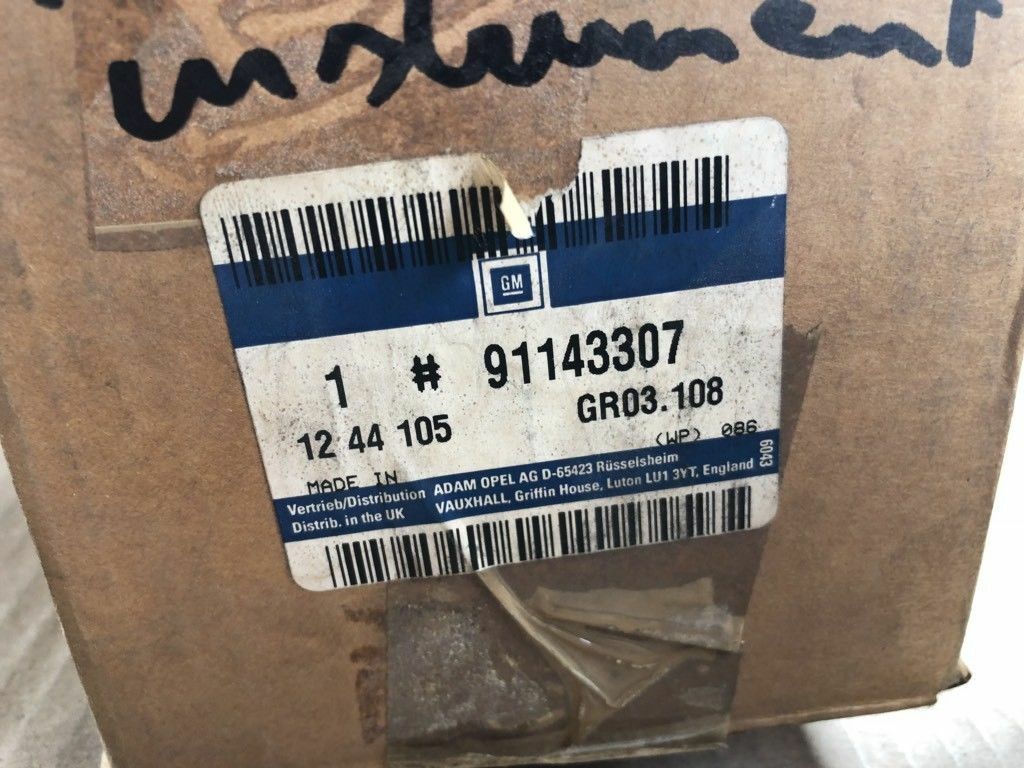 instrument
GM
1 # 91143307
12 44 105 GR03.108
MADE IN (WP) 086
Vertrieb/Distribution ADAM OPEL AG D-65423 Rüsselsheim
Distrib. in the UK VAUXHALL, Griffin House, Luton LU1 3YT, England
6043